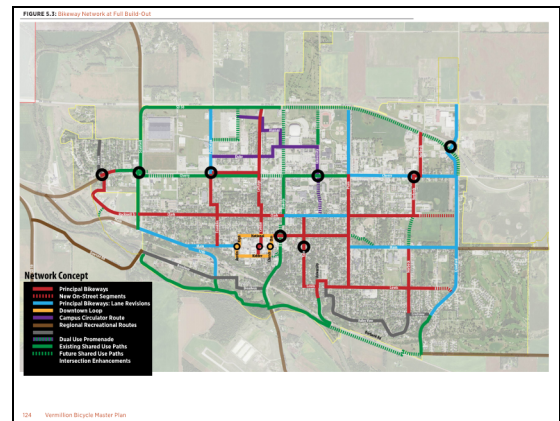 FIGURE 5.3: Bikeway Network at Full Build-Out
Network Concept
Principal Bikeways
New On-Street Segments
Principal Bikeways: Lane Revisions
Downtown Loop
Campus Circulator Route
Regional Recreational Routes
Dual Use Promenade
Existing Shared Use Paths
Future Shared Use Paths
Intersection Enhancements
124 Vermillion Bicycle Master Plan